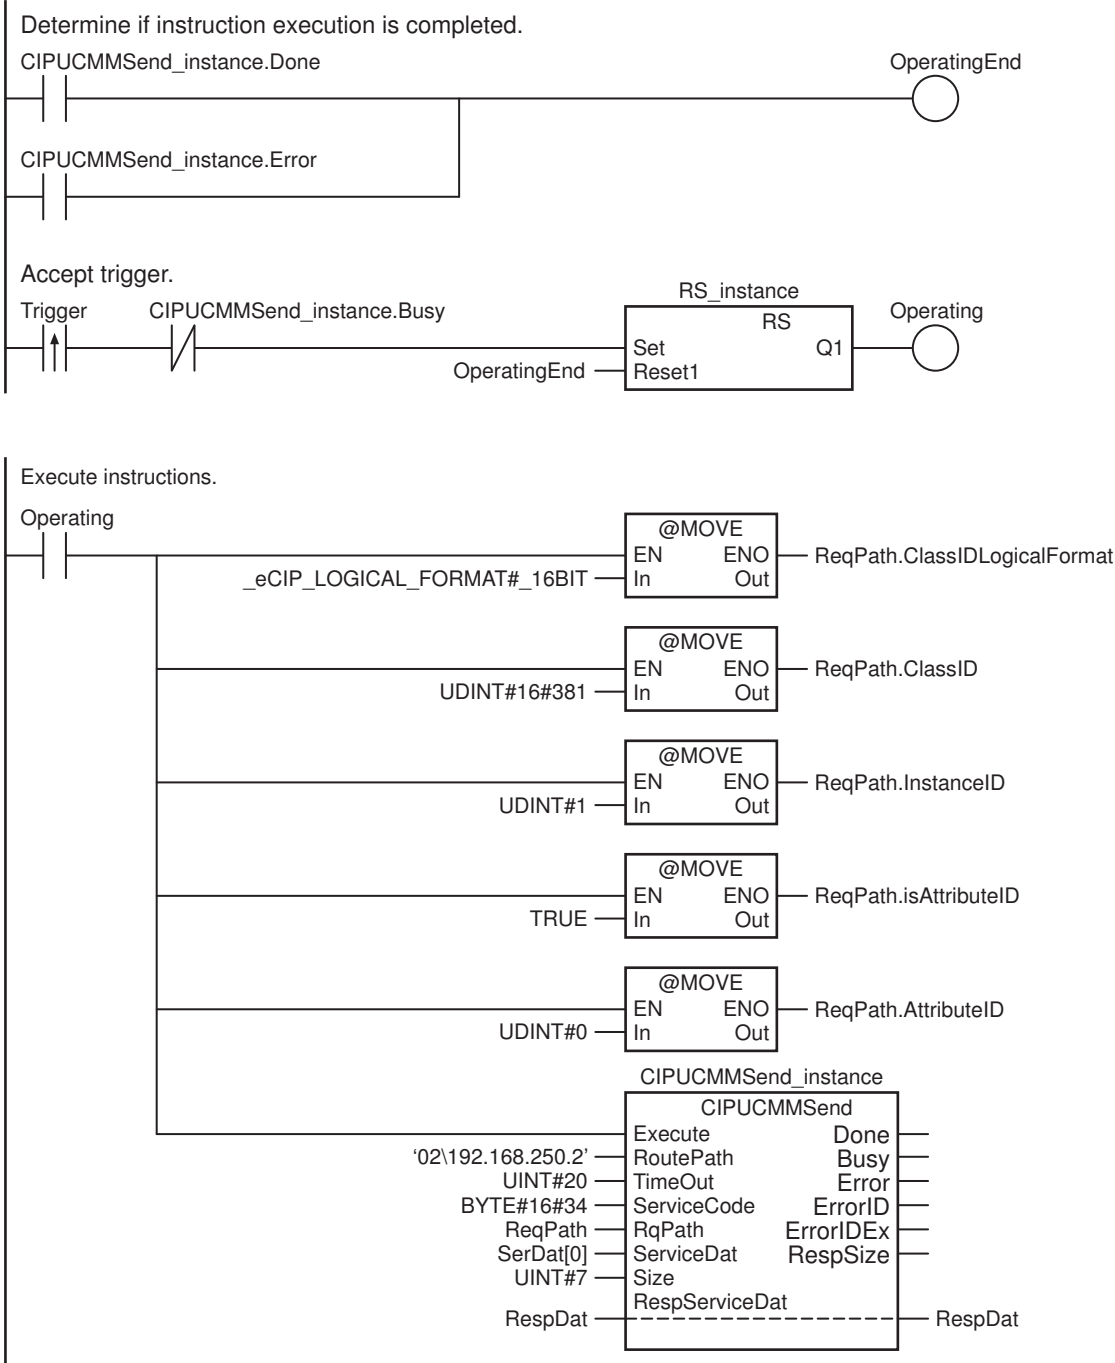 Determine if instruction execution is completed.
CIPUCMMSend_instance.Done OperatingEnd
CIPUCMMSend_instance.Error
Accept trigger.
RS_instance
Trigger CIPUCMMSend_instance.Busy RS Operating
Set Q1
OperatingEnd Reset1
Execute instructions.
Operating
@MOVE
EN ENO ReqPath.ClassIDLogicalFormat
_eCIP_LOGICAL_FORMAT#_16BIT In Out
@MOVE
EN ENO ReqPath.ClassID
UDINT#16#381 In Out
@MOVE
EN ENO ReqPath.InstanceID
UDINT#1 In Out
@MOVE
EN ENO ReqPath.isAttributeID
TRUE In Out
@MOVE
EN ENO ReqPath.AttributeID
UDINT#0 In Out
CIPUCMMSend_instance
CIPUCMMSend
Execute Done
‘02\192.168.250.2’ RoutePath Busy
UINT#20 TimeOut Error
BYTE#16#34 ServiceCode ErrorID
ReqPath RqPath ErrorIDEx
SerDat[0] ServiceDat RespSize
UINT#7 Size
RespServiceDat
RespDat RespDat